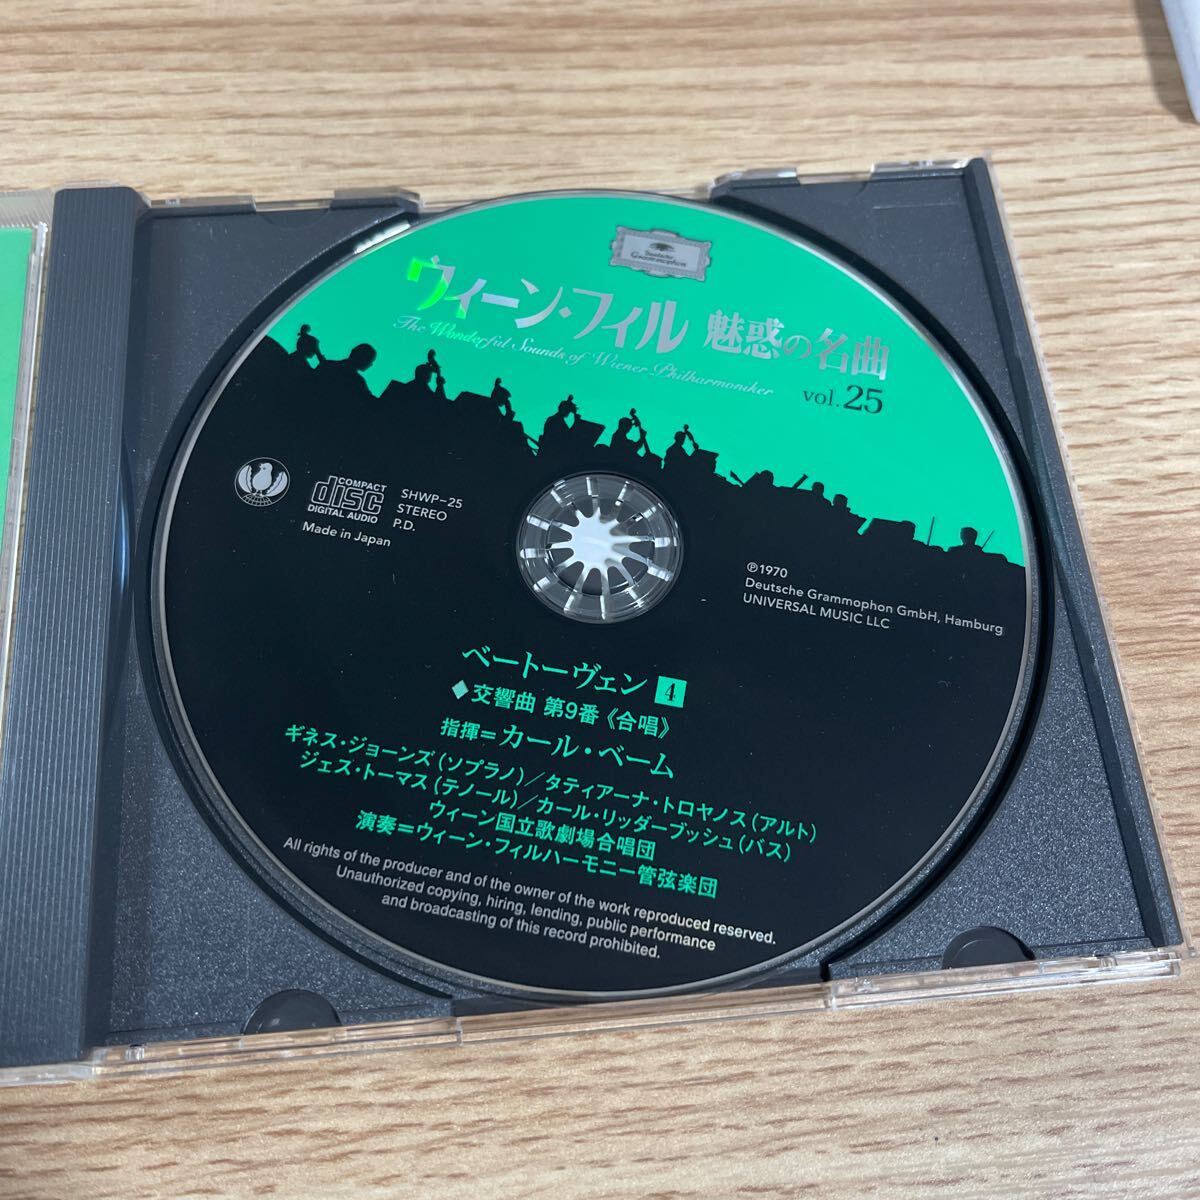 Deutsche
Grammophon
ウィーン・フィル 魅惑の名曲
The Wonderful Sounds of Wiener Philharmoniker
vol.25
COMPACT
disc
DIGITAL AUDIO
SHWP-25
STEREO
P.D.
Made in Japan
℗1970
Deutsche Grammophon GmbH, Hamburg
UNIVERSAL MUSIC LLC
ベートーヴェン 4
◆交響曲 第9番《合唱》
指揮=カール・ベーム
ギネス・ジョーンズ(ソプラノ)/タティアーナ・トロヤノス(アルト)
ジェス・トーマス(テノール)/カール・リッダーブッシュ(バス)
ウィーン国立歌劇場合唱団
演奏=ウィーン・フィルハーモニー管弦楽団
All rights of the producer and of the owner of the work reproduced reserved.
Unauthorized copying, hiring, lending, public performance
and broadcasting of this record prohibited.